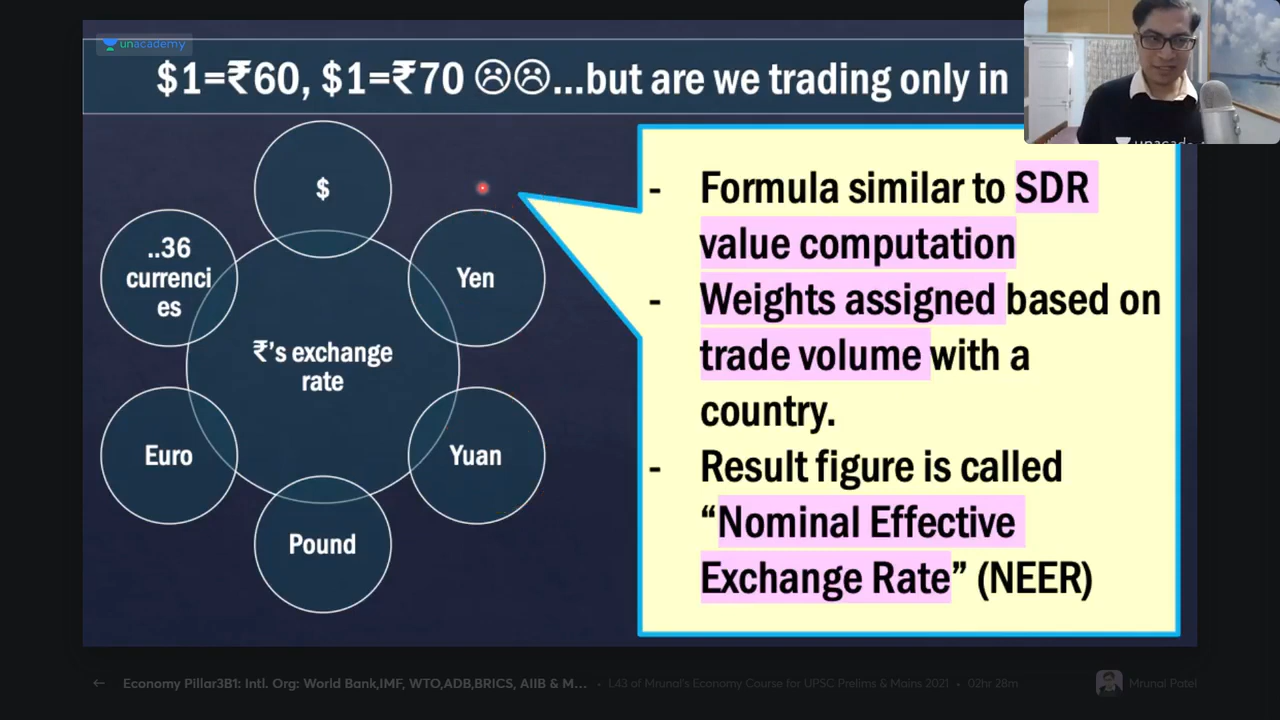 unacademy
$1=₹60, $1=₹70 ☹☹...but are we trading only in
$
..36
currenci
es
Yen
₹’s exchange
rate
Euro
Yuan
Pound
- Formula similar to SDR
value computation
- Weights assigned based on
trade volume with a
country.
- Result figure is called
“Nominal Effective
Exchange Rate” (NEER)
← Economy Pillar3B1: Intl. Org: World Bank,IMF, WTO,ADB,BRICS, AIIB & M... • L43 of Mrunal's Economy Course for UPSC Prelims & Mains 2021 • 02hr 28m
Mrunal Patel